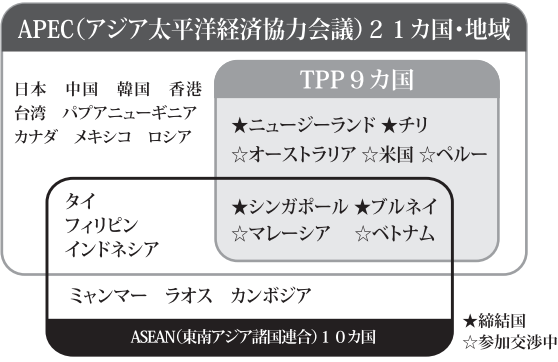 APEC（アジア太平洋経済協力会議）２１カ国・地域
TPP９カ国
日本　中国　韓国　香港
台湾　パプアニューギニア
カナダ　メキシコ　ロシア
★ニュージーランド ★チリ
☆オーストラリア ☆米国 ☆ペルー
タイ
フィリピン
インドネシア
★シンガポール ★ブルネイ
☆マレーシア　☆ベトナム
ミャンマー　ラオス　カンボジア
ASEAN（東南アジア諸国連合）１０カ国
★締結国
☆参加交渉中